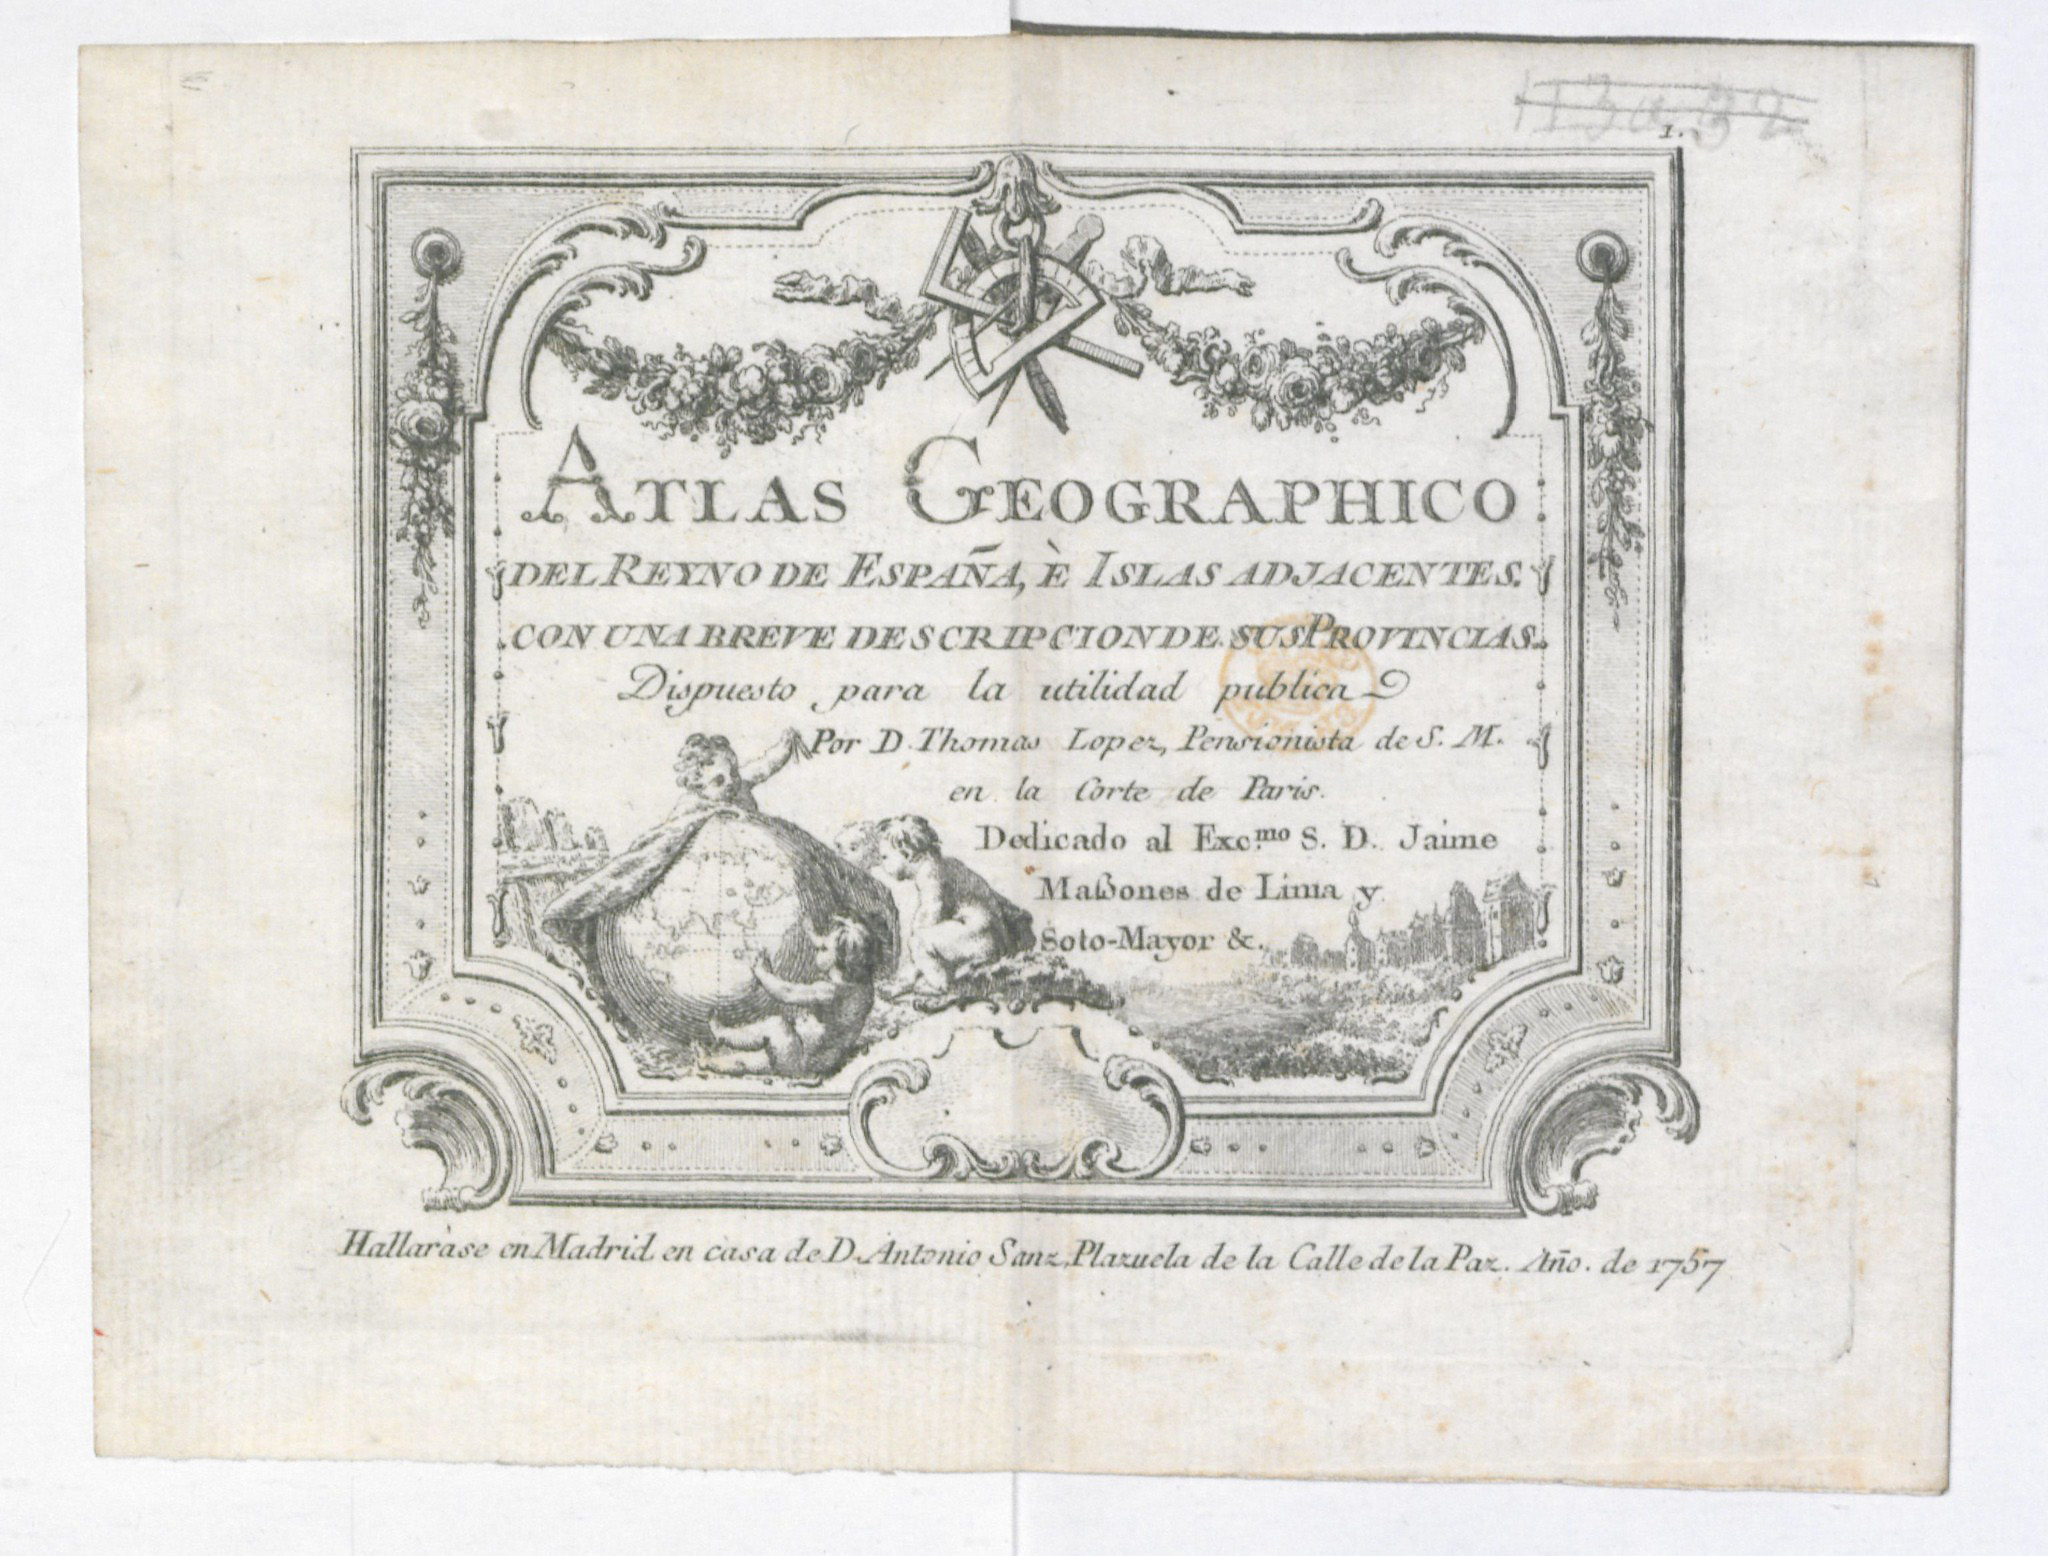 1.
ATLAS GEOGRAPHICO
DEL REYNO DE ESPAÑA, È ISLAS ADJACENTES.
CON UNA BREVE DESCRIPCION DE SUS PROVINCIAS.
Dispuesto para la utilidad publica
Por D. Thomas Lopez, Pensionista de S. M.
en la Corte de Paris.
Dedicado al Exc.mo S. D. Jaime
Maßones de Lima y
Soto-Mayor &.
Hallaràse en Madrid en casa de D. Antonio Sanz, Plazuela de la Calle de la Paz. Año. de 1757